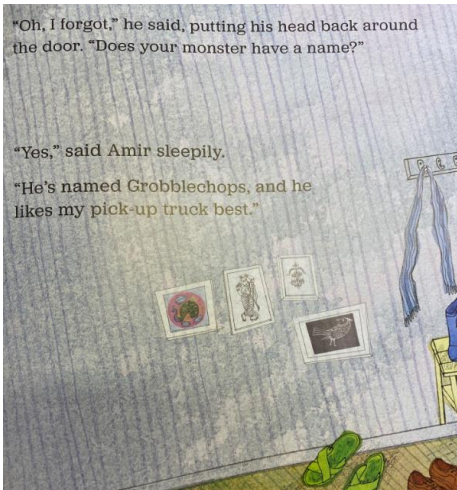 “Oh, I forgot,” he said, putting his head back around
the door. “Does your monster have a name?”
“Yes,” said Amir sleepily.
“He’s named Grobblechops, and he
likes my pick-up truck best.”